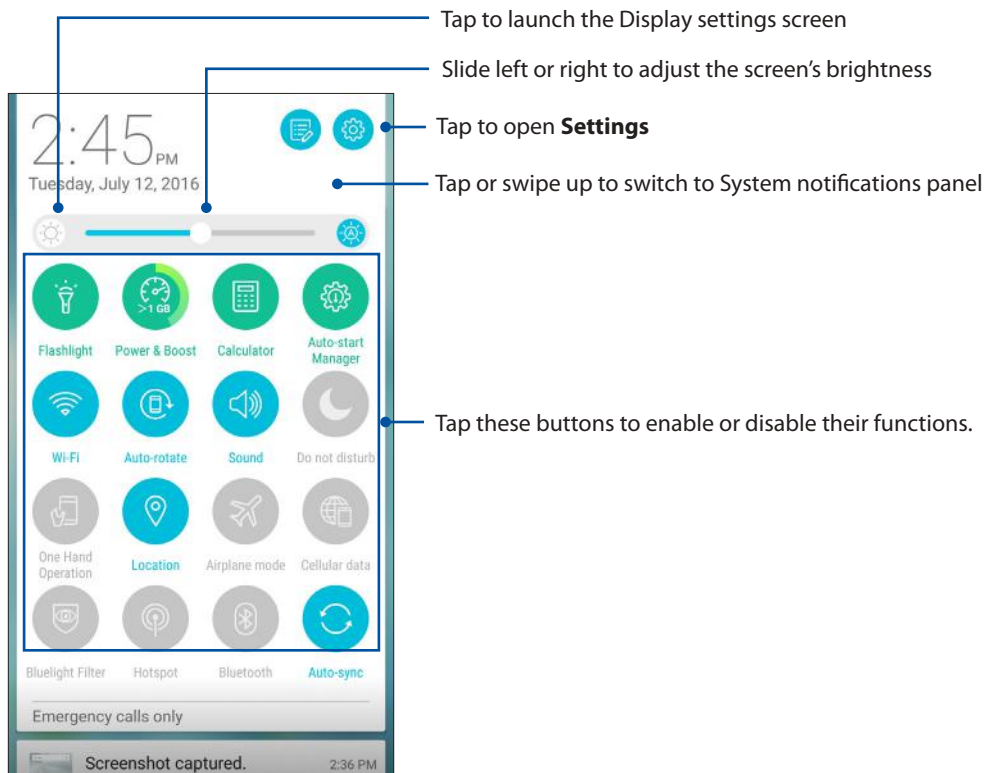 Tap to launch the Display settings screen
Slide left or right to adjust the screen's brightness
Tap to open Settings
Tap or swipe up to switch to System notifications panel
2:45 PM
Tuesday, July 12, 2016
A
>1 GB
Flashlight
Power & Boost
Calculator
Auto-start
Manager
Wi-Fi
Auto-rotate
Sound
Do not disturb
Tap these buttons to enable or disable their functions.
One Hand
Operation
Location
Airplane mode
Cellular data
Bluelight Filter
Hotspot
Bluetooth
Auto-sync
Emergency calls only
Screenshot captured.
2:36 PM